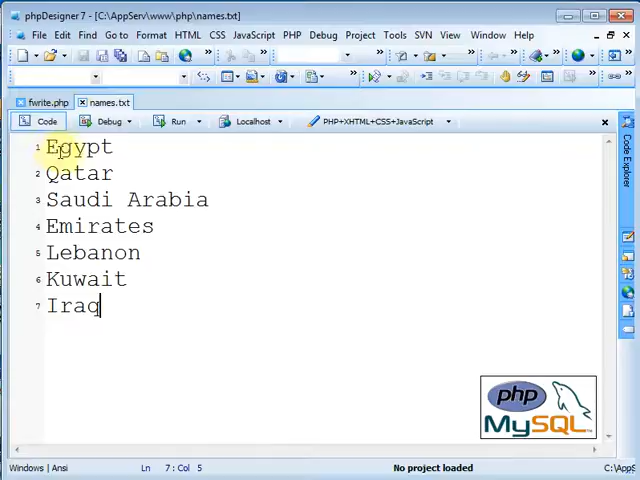 phpDesigner 7 - [C:\AppServ\www\php\names.txt]
File Edit Find Search Go to Format HTML CSS JavaScript PHP Debug Project Tools SVN View Window Help
fwrite.php names.txt
Code Debug Run Localhost PHP+XHTML+CSS+JavaScript
1 Egypt
2 Qatar
3 Saudi Arabia
4 Emirates
5 Lebanon
6 Kuwait
7 Iraq
Code Explorer
php
MySQL
Windows | Ansi Ln 7 : Col 5 No project loaded C:\App